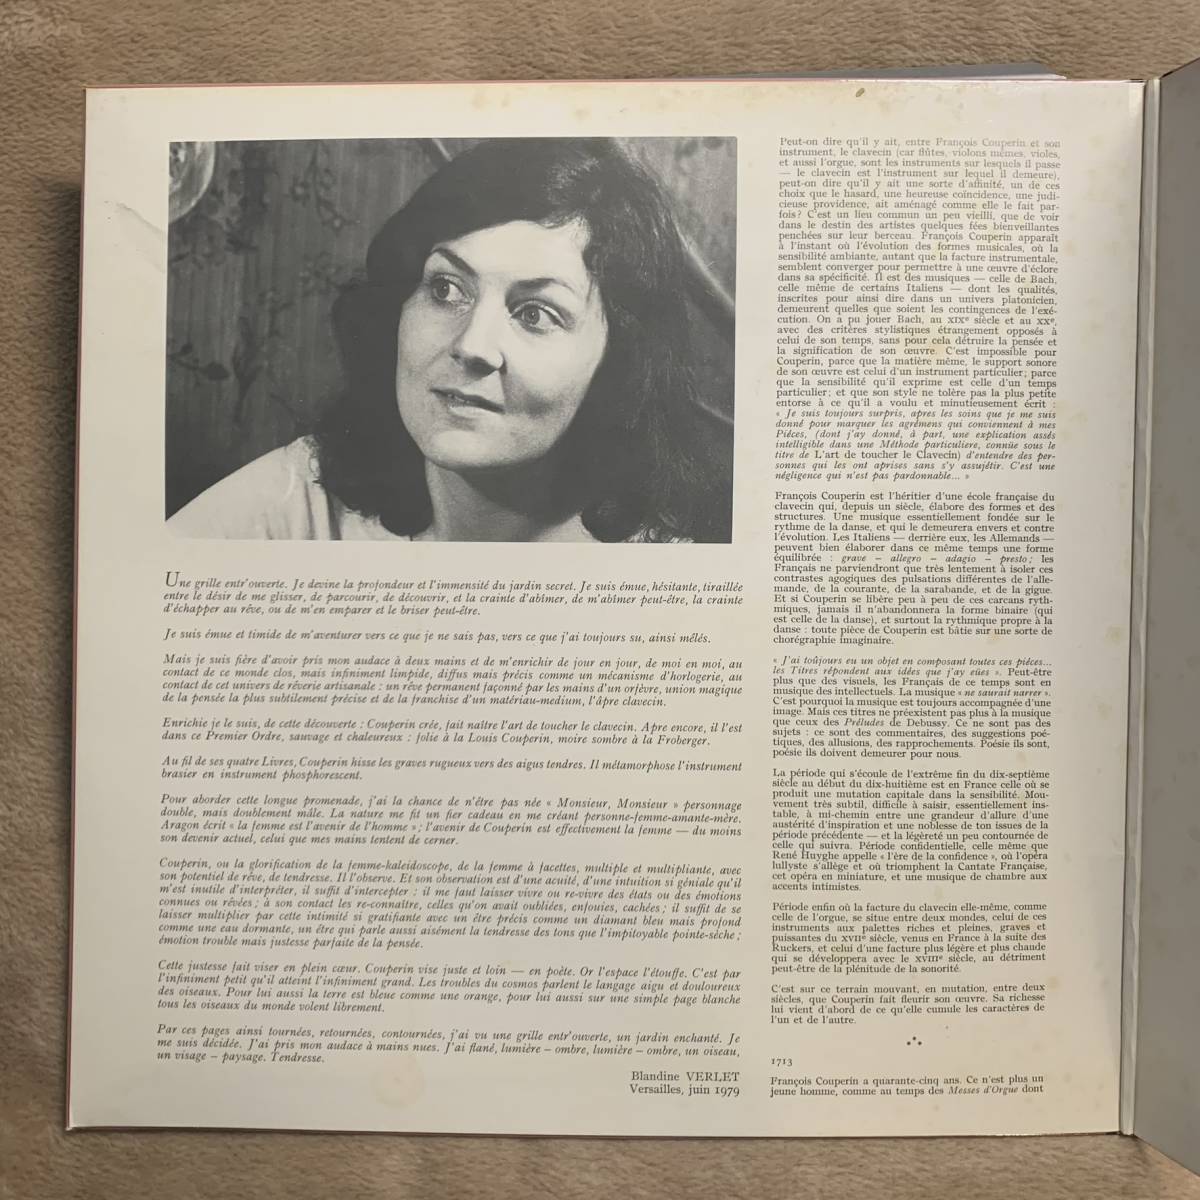 Une grille entr'ouverte. Je devine la profondeur et l'immensité du jardin secret. Je suis émue, hésitante, tiraillée
entre le désir de me glisser, de parcourir, de découvrir, et la crainte d'abîmer, de m'abîmer peut-être, la crainte
d'échapper au rêve, ou de m'en emparer et le briser peut-être.
Je suis émue et timide de m'aventurer vers ce que je ne sais pas, vers ce que j'ai toujours su, ainsi mêlés.
Mais je suis fière d'avoir pris mon audace à deux mains et de m'enrichir de jour en jour, de moi en moi, au
contact de ce monde clos, mais infiniment limpide, diffus mais précis comme un mécanisme d'horlogerie, au
contact de cet univers de rêverie artisanale : un rêve permanent façonné par les mains d'un orfèvre, union magique
de la pensée la plus subtilement précise et de la franchise d'un matériau-medium, l'âpre clavecin.
Enrichie je le suis, de cette découverte : Couperin crée, fait naître l'art de toucher le clavecin. Apre encore, il l'est
dans ce Premier Ordre, sauvage et chaleureux : folie à la Louis Couperin, moire sombre à la Froberger.
Au fil de ses quatre Livres, Couperin hisse les graves rugueux vers des aigus tendres. Il métamorphose l'instrument
brasier en instrument phosphorescent.
Pour aborder cette longue promenade, j'ai la chance de n'être pas née « Monsieur, Monsieur » personnage
double, mais doublement mâle. La nature me fit un fier cadeau en me créant personne-femme-amante-mère.
Aragon écrit « la femme est l'avenir de l'homme » ; l'avenir de Couperin est effectivement la femme — du moins
son devenir actuel, celui que mes mains tentent de cerner.
Couperin, ou la glorification de la femme-kaleïdoscope, de la femme à facettes, multiple et multipliante, avec
son potentiel de rêve, de tendresse. Il l'observe. Et son observation est d'une acuité, d'une intuition si géniale qu'il
m'est inutile d'interpréter, il suffit d'intercepter : il me faut laisser vivre ou re-vivre des états ou des émotions
connues ou rêvées ; à son contact les re-connaître, celles qu'on avait oubliées, enfouies, cachées ; il suffit de se
laisser multiplier par cette intimité si gratifiante avec un être précis comme un diamant bleu mais profond
comme une eau dormante, un être qui parle aussi aisément la tendresse des tons que l'impitoyable pointe-sèche ;
émotion trouble mais justesse parfaite de la pensée.
Cette justesse fait viser en plein cœur. Couperin vise juste et loin — en poète. Or l'espace l'étouffe. C'est par
l'infiniment petit qu'il atteint l'infiniment grand. Les troubles du cosmos parlent le langage aigu et douloureux
des oiseaux. Pour lui aussi la terre est bleue comme une orange, pour lui aussi sur une simple page blanche
tous les oiseaux du monde volent librement.
Par ces pages ainsi tournées, retournées, contournées, j'ai vu une grille entr'ouverte, un jardin enchanté. Je
me suis décidée. J'ai pris mon audace à mains nues. J'ai flané, lumière – ombre, lumière – ombre, un oiseau,
un visage – paysage. Tendresse.
Blandine VERLET
Versailles, juin 1979
Peut-on dire qu'il y ait, entre François Couperin et son
instrument, le clavecin (car flûtes, violons mêmes, violes,
et aussi l'orgue, sont les instruments sur lesquels il passe
— le clavecin est l'instrument sur lequel il demeure),
peut-on dire qu'il y ait une sorte d'affinité, un de ces
choix que le hasard, une heureuse coïncidence, une judi-
cieuse providence, ait aménagé comme elle le fait par-
fois ? C'est un lieu commun un peu vieilli, que de voir
dans le destin des artistes quelques fées bienveillantes
penchées sur leur berceau. François Couperin apparaît
à l'instant où l'évolution des formes musicales, où la
sensibilité ambiante, autant que la facture instrumentale,
semblent converger pour permettre à une œuvre d'éclore
dans sa spécificité. Il est des musiques — celle de Bach,
celle même de certains Italiens — dont les qualités,
inscrites pour ainsi dire dans un univers platonicien,
demeurent quelles que soient les contingences de l'exé-
cution. On a pu jouer Bach, au XIXe siècle et au XXe,
avec des critères stylistiques étrangement opposés à
celui de son temps, sans pour cela détruire la pensée et
la signification de son œuvre. C'est impossible pour
Couperin, parce que la matière même, le support sonore
de son œuvre est celui d'un instrument particulier ; parce
que la sensibilité qu'il exprime est celle d'un temps
particulier ; et que son style ne tolère pas la plus petite
entorse à ce qu'il a voulu et minutieusement écrit :
« Je suis toujours surpris, apres les soins que je me suis
donné pour marquer les agrémens qui conviennent à mes
Piéces, (dont j'ay donné, à part, une explication assés
intelligible dans une Méthode particuliere, connüe sous le
titre de L'art de toucher le Clavecin) d'entendre des per-
sonnes qui les ont aprises sans s'y assujétir. C'est une
négligence qui n'est pas pardonnable... »
François Couperin est l'héritier d'une école française du
clavecin qui, depuis un siècle, élabore des formes et des
structures. Une musique essentiellement fondée sur le
rythme de la danse, et qui le demeurera envers et contre
l'évolution. Les Italiens — derrière eux, les Allemands —
peuvent bien élaborer dans ce même temps une forme
équilibrée : grave – allegro – adagio – presto ; les
Français ne parviendront que très lentement à isoler ces
contrastes agogiques des pulsations différentes de l'alle-
mande, de la courante, de la sarabande, et de la gigue.
Et si Couperin se libère peu à peu de ces carcans ryth-
miques, jamais il n'abandonnera la forme binaire (qui
est celle de la danse), et surtout la rythmique propre à la
danse : toute pièce de Couperin est bâtie sur une sorte de
chorégraphie imaginaire.
« J'ai toûjours eu un objet en composant toutes ces piéces...
les Titres répondent aux idées que j'ay eües ». Peut-être
plus que des visuels, les Français de ce temps sont en
musique des intellectuels. La musique « ne saurait narrer ».
C'est pourquoi la musique est toujours accompagnée d'une
image. Mais ces titres ne préexistent pas plus à la musique
que ceux des Préludes de Debussy. Ce ne sont pas des
sujets : ce sont des commentaires, des suggestions poé-
tiques, des allusions, des rapprochements. Poésie ils sont,
poésie ils doivent demeurer pour nous.
La période qui s'écoule de l'extrême fin du dix-septième
siècle au début du dix-huitième est en France celle où se
produit une mutation capitale dans la sensibilité. Mou-
vement très subtil, difficile à saisir, essentiellement ins-
table, à mi-chemin entre une grandeur d'allure d'une
austérité d'inspiration et une noblesse de ton issues de la
période précédente — et la légèreté un peu contournée de
celle qui suivra. Période confidentielle, celle même que
René Huyghe appelle « l'ère de la confidence », où l'opéra
lullyste s'allège et où triomphent la Cantate Française,
cet opéra en miniature, et une musique de chambre aux
accents intimistes.
Période enfin où la facture du clavecin elle-même, comme
celle de l'orgue, se situe entre deux mondes, celui de ces
instruments aux palettes riches et pleines, graves et
puissantes du XVIIe siècle, venus en France à la suite des
Ruckers, et celui d'une facture plus légère et plus chaude
qui se développera avec le XVIIIe siècle, au détriment
peut-être de la plénitude de la sonorité.
C'est sur ce terrain mouvant, en mutation, entre deux
siècles, que Couperin fait fleurir son œuvre. Sa richesse
lui vient d'abord de ce qu'elle cumule les caractères de
l'un et de l'autre.
1713
François Couperin a quarante-cinq ans. Ce n'est plus un
jeune homme, comme au temps des Messes d'Orgue dont